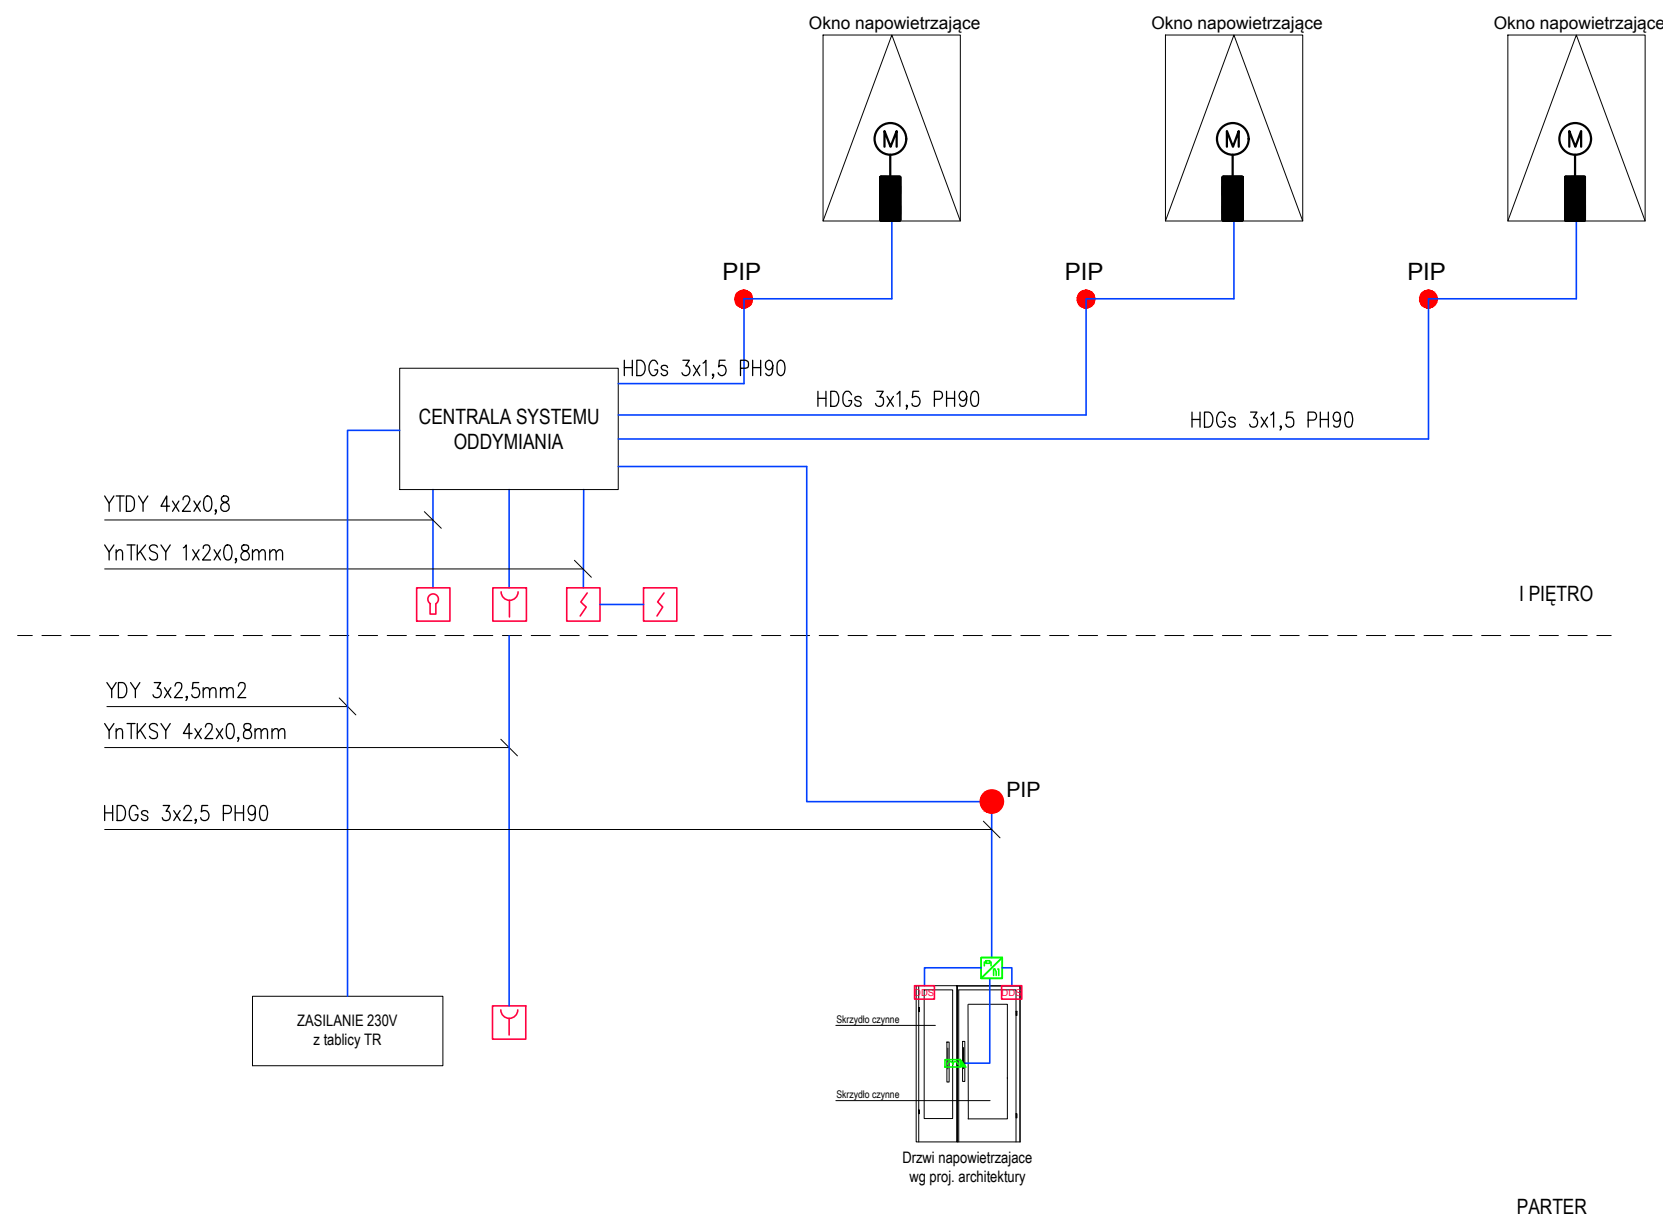 Okno napowietrzające
Okno napowietrzające
Okno napowietrzające
M
M
M
PIP
PIP
PIP
HDGs 3x1,5 PH90
HDGs 3x1,5 PH90
HDGs 3x1,5 PH90
CENTRALA SYSTEMU
ODDYMIANIA
YTDY 4x2x0,8
YnTKSY 1x2x0,8mm
I PIĘTRO
YDY 3x2,5mm2
YnTKSY 4x2x0,8mm
HDGs 3x2,5 PH90
PIP
ZASILANIE 230V
z tablicy TR
DDS
DDS
Skrzydło czynne
Skrzydło czynne
Drzwi napowietrzajace
wg proj. architektury
PARTER